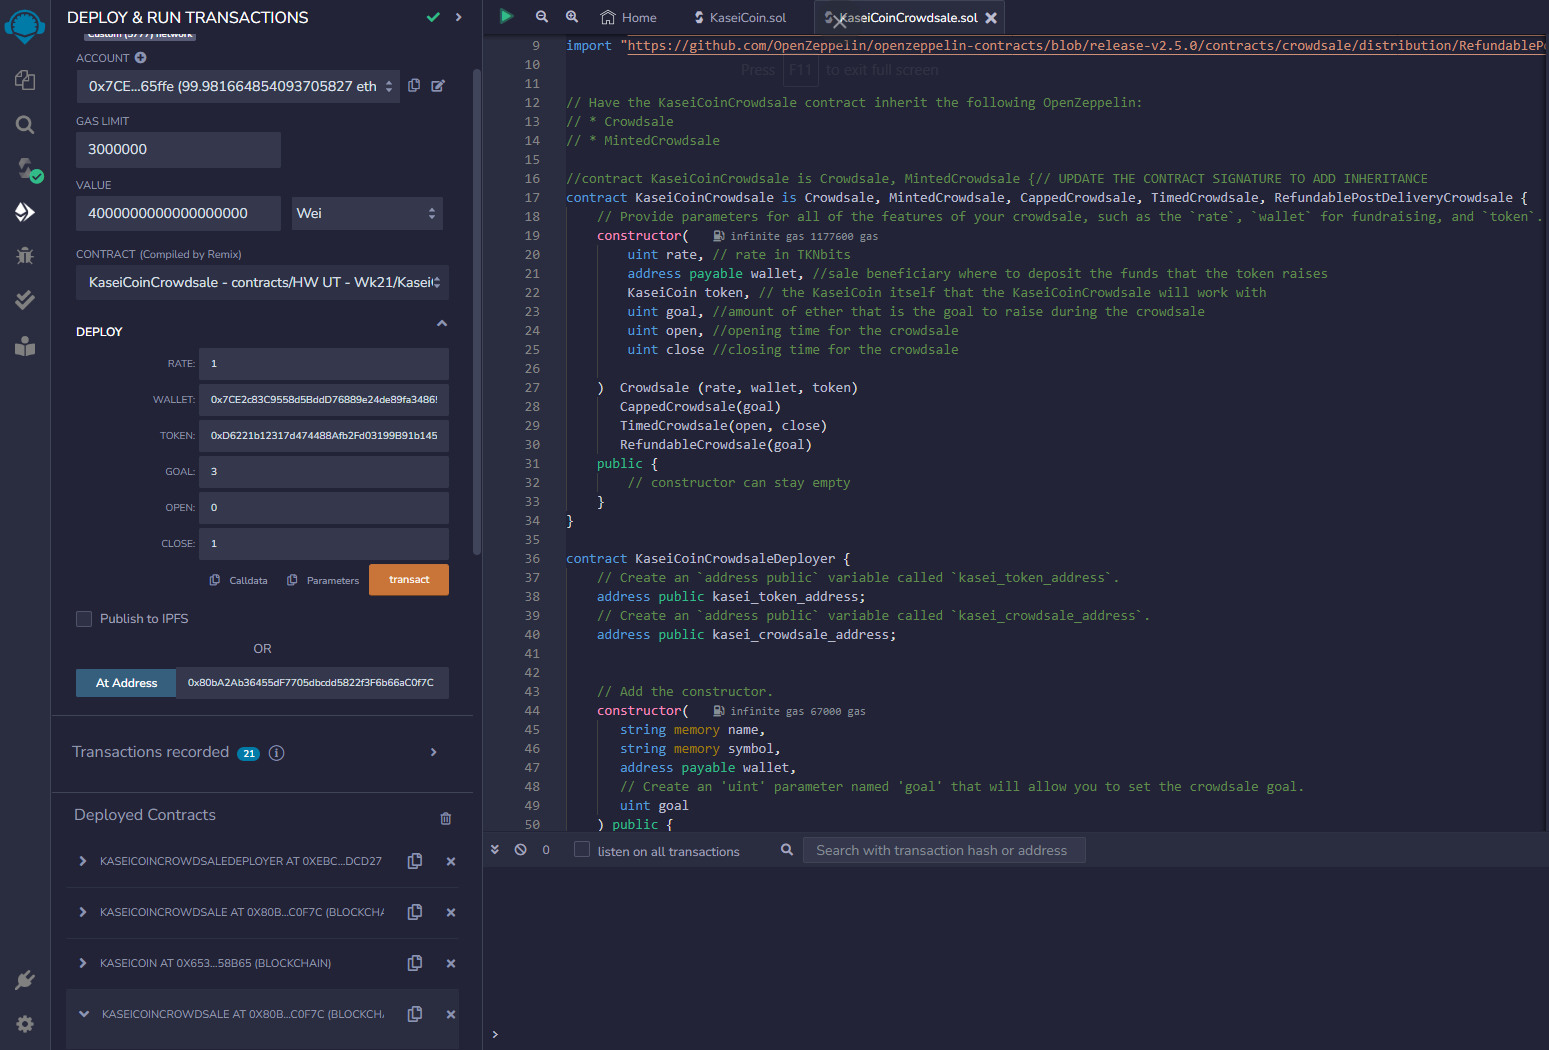 DEPLOY & RUN TRANSACTIONS
Custom (5777) network
ACCOUNT
0x7CE...65ffe (99.981664854093705827 eth
GAS LIMIT
3000000
VALUE
4000000000000000000
Wei
CONTRACT (Compiled by Remix)
KaseiCoinCrowdsale - contracts/HW UT - Wk21/Kasei
DEPLOY
RATE:
1
WALLET:
0x7CE2c83C9558d5BddD76889e24de89fa3486
TOKEN:
0xD6221b12317d474488Afb2Fd03199B91b145
GOAL:
3
OPEN:
0
CLOSE:
1
Calldata
Parameters
transact
Publish to IPFS
OR
At Address
0x80bA2Ab36455dF7705dbcdd5822f3F6b66aC0f7C
Transactions recorded 21 i
Deployed Contracts
KASEICOINCROWDSALEDEPLOYER AT 0XEBC...DCD27
KASEICOINCROWDSALE AT 0X80B...C0F7C (BLOCKCHA
KASEICOIN AT 0X653...58B65 (BLOCKCHAIN)
KASEICOINCROWDSALE AT 0X80B...C0F7C (BLOCKCH
Home
KaseiCoin.sol
KaseiCoinCrowdsale.sol
Press F11 to exit full screen
9 import "https://github.com/OpenZeppelin/openzeppelin-contracts/blob/release-v2.5.0/contracts/crowdsale/distribution/RefundableP
10
11
12 // Have the KaseiCoinCrowdsale contract inherit the following OpenZeppelin:
13 // * Crowdsale
14 // * MintedCrowdsale
15
16 //contract KaseiCoinCrowdsale is Crowdsale, MintedCrowdsale {// UPDATE THE CONTRACT SIGNATURE TO ADD INHERITANCE
17 contract KaseiCoinCrowdsale is Crowdsale, MintedCrowdsale, CappedCrowdsale, TimedCrowdsale, RefundablePostDeliveryCrowdsale {
18 // Provide parameters for all of the features of your crowdsale, such as the `rate`, `wallet` for fundraising, and `token`.
19 constructor( infinite gas 1177600 gas
20 uint rate, // rate in TKNbits
21 address payable wallet, //sale beneficiary where to deposit the funds that the token raises
22 KaseiCoin token, // the KaseiCoin itself that the KaseiCoinCrowdsale will work with
23 uint goal, //amount of ether that is the goal to raise during the crowdsale
24 uint open, //opening time for the crowdsale
25 uint close //closing time for the crowdsale
26
27 ) Crowdsale (rate, wallet, token)
28 CappedCrowdsale(goal)
29 TimedCrowdsale(open, close)
30 RefundableCrowdsale(goal)
31 public {
32 // constructor can stay empty
33 }
34 }
35
36 contract KaseiCoinCrowdsaleDeployer {
37 // Create an `address public` variable called `kasei_token_address`.
38 address public kasei_token_address;
39 // Create an `address public` variable called `kasei_crowdsale_address`.
40 address public kasei_crowdsale_address;
41
42
43 // Add the constructor.
44 constructor( infinite gas 67000 gas
45 string memory name,
46 string memory symbol,
47 address payable wallet,
48 // Create an 'uint' parameter named 'goal' that will allow you to set the crowdsale goal.
49 uint goal
50 ) public {
0
listen on all transactions
Search with transaction hash or address
>